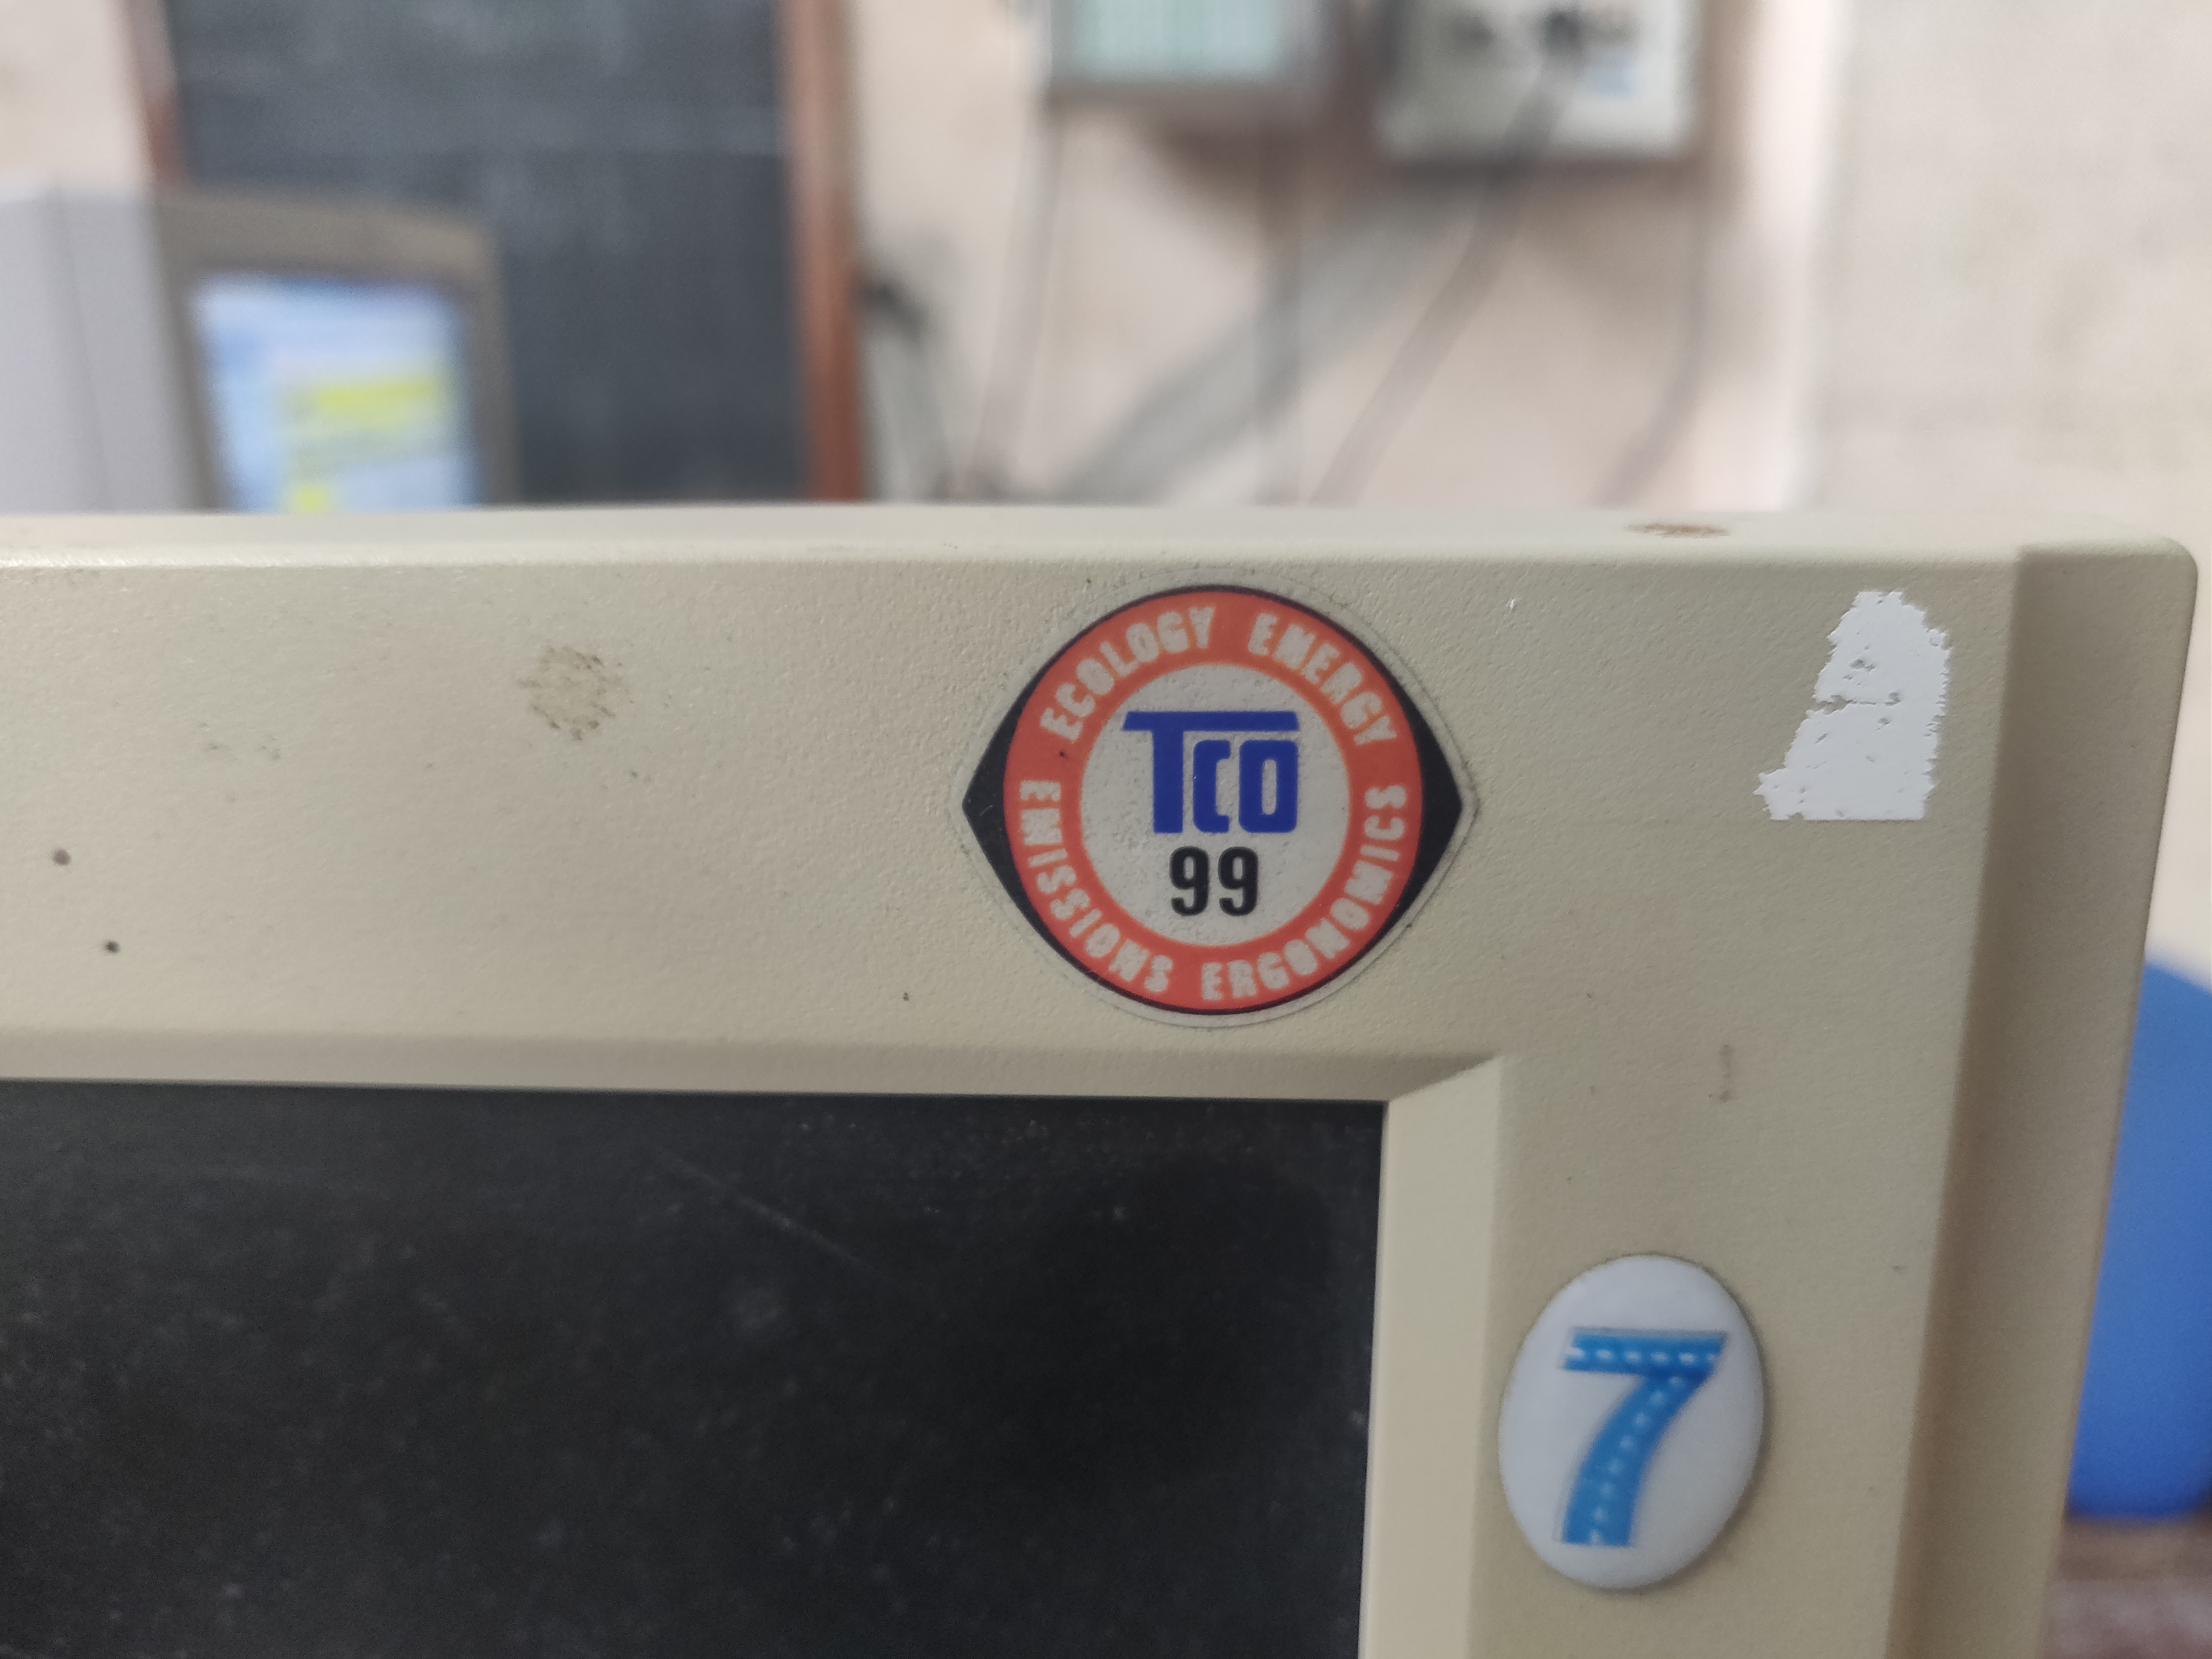 ECOLOGY ENERGY
TCO
99
EMISSIONS ERGONOMICS
7